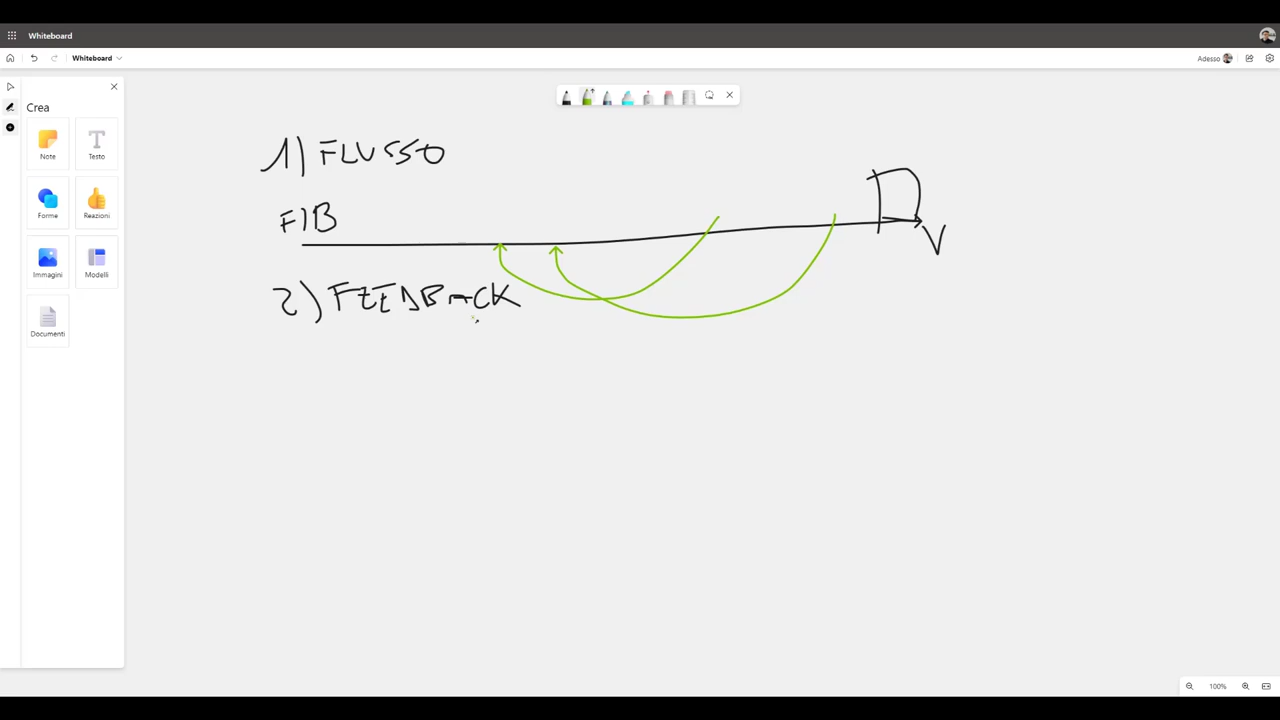 Whiteboard
Whiteboard
Adesso
Crea
Note
Testo
Forme
Reazioni
Immagini
Modelli
Documenti
1) FLUSSO
FIB
D
V
2) FEEDBACK
100%